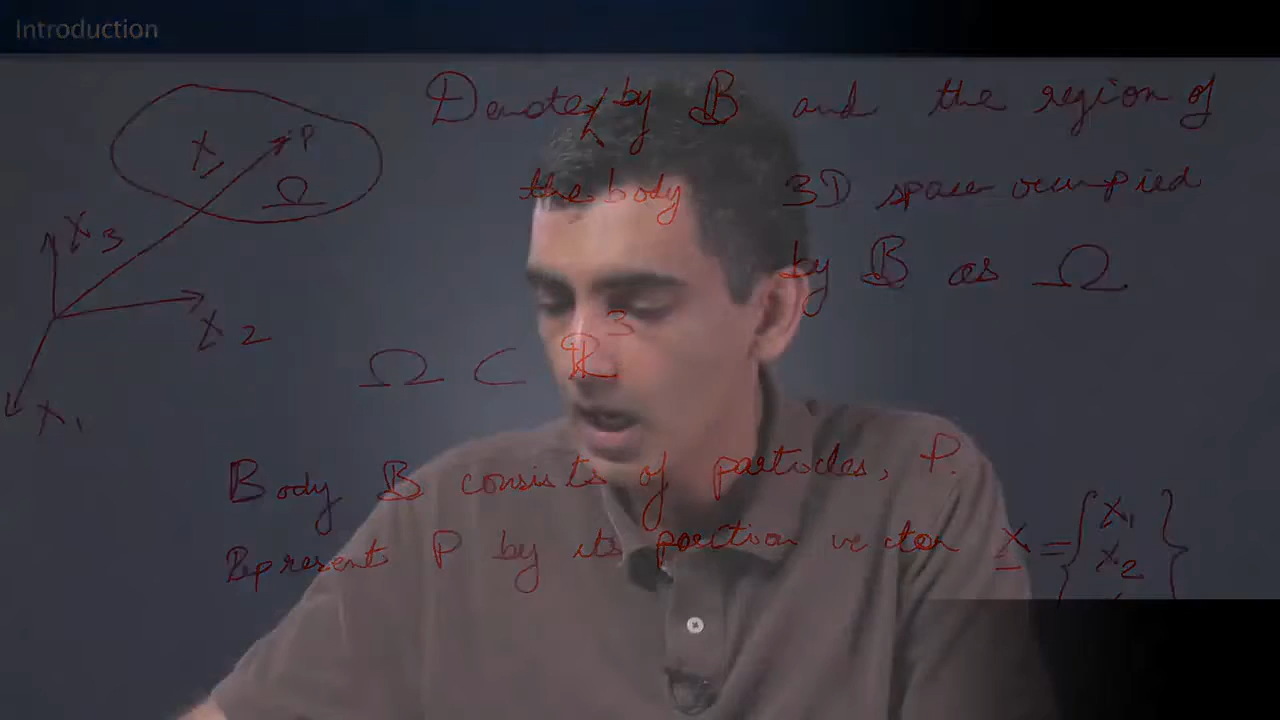 Introduction
Denote by B and the region of
the body 3D space occupied
by B as Ω
X P
Ω
X3
X2
X1
Ω ⊂ ℝ³
Body B consists of particles, P.
Represent P by its position vector X = { X1
X2 }